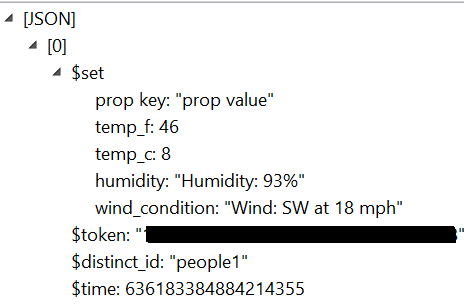 [JSON]
[0]
$set
prop key: "prop value"
temp_f: 46
temp_c: 8
humidity: "Humidity: 93%"
wind_condition: "Wind: SW at 18 mph"
$token: "
$distinct_id: "people1"
$time: 636183384884214355